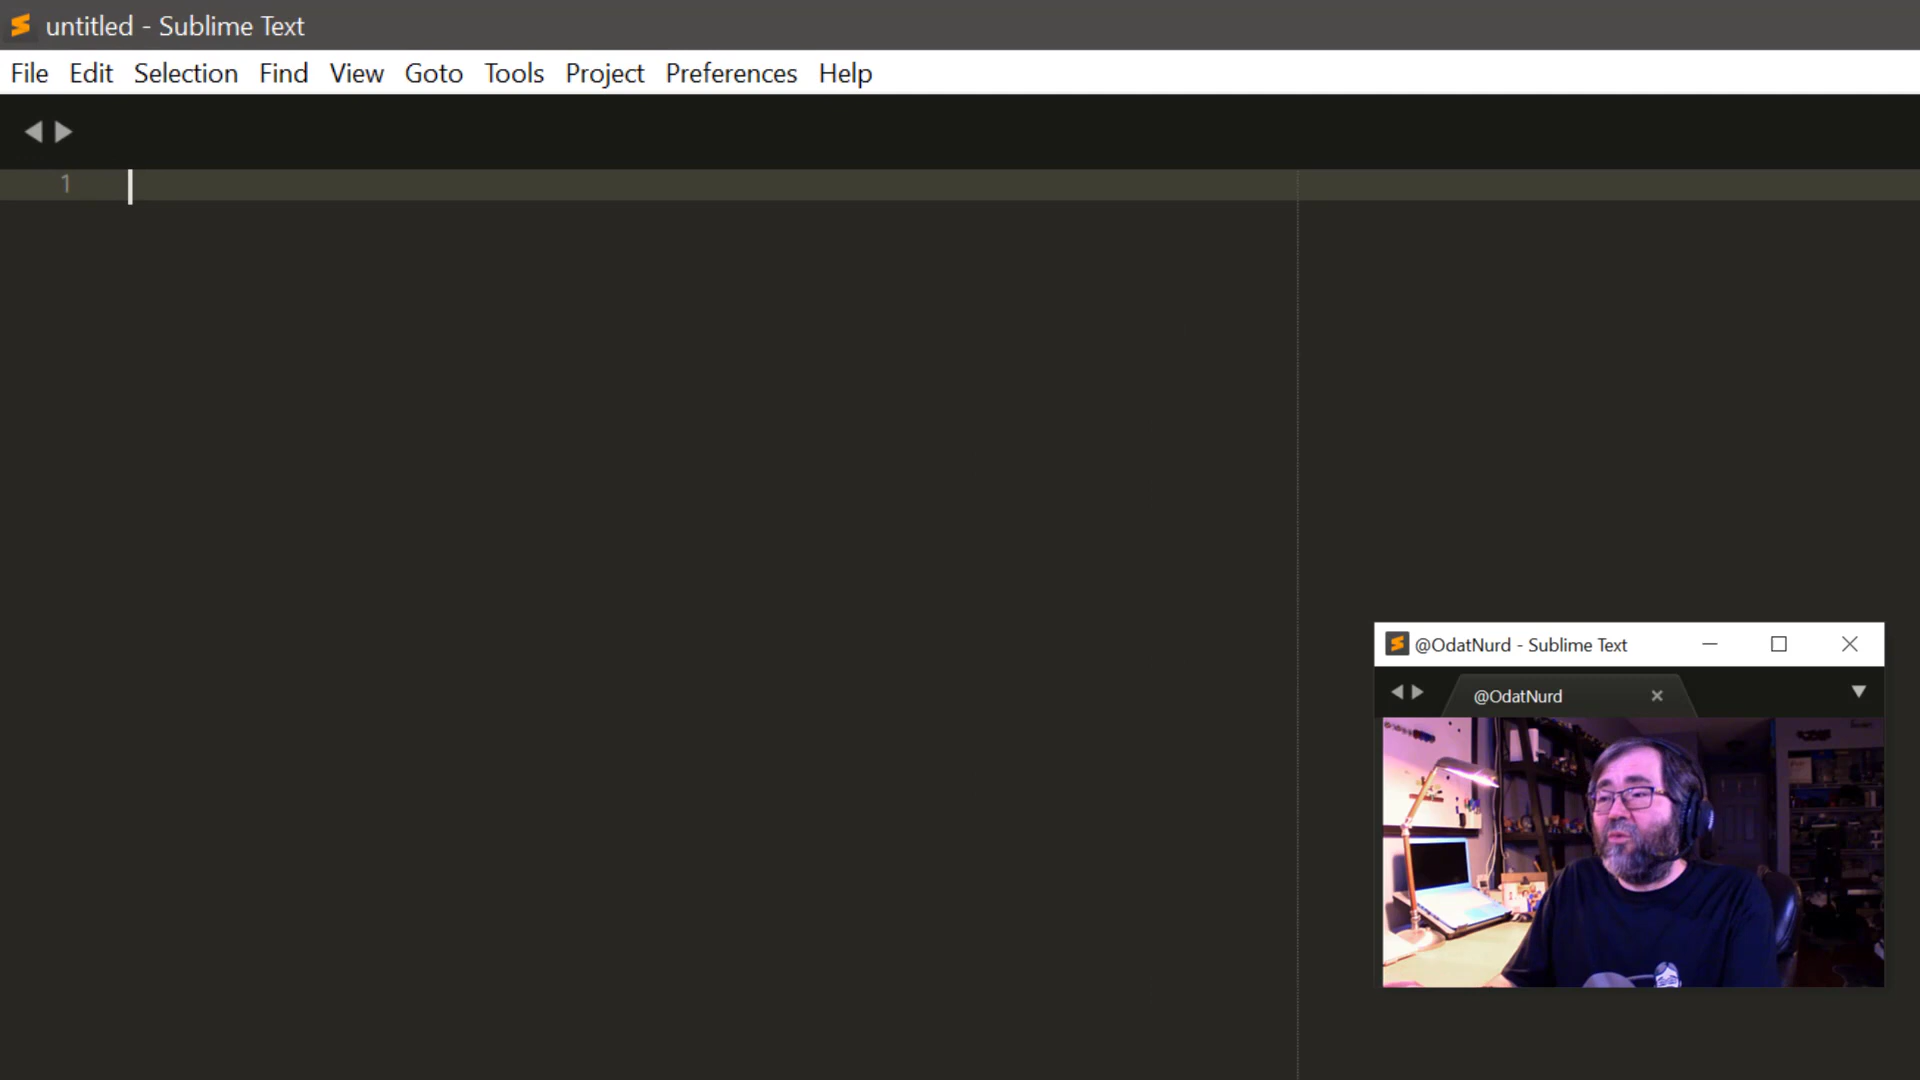 untitled - Sublime Text
File Edit Selection Find View Goto Tools Project Preferences Help
1
@OdatNurd - Sublime Text
@OdatNurd